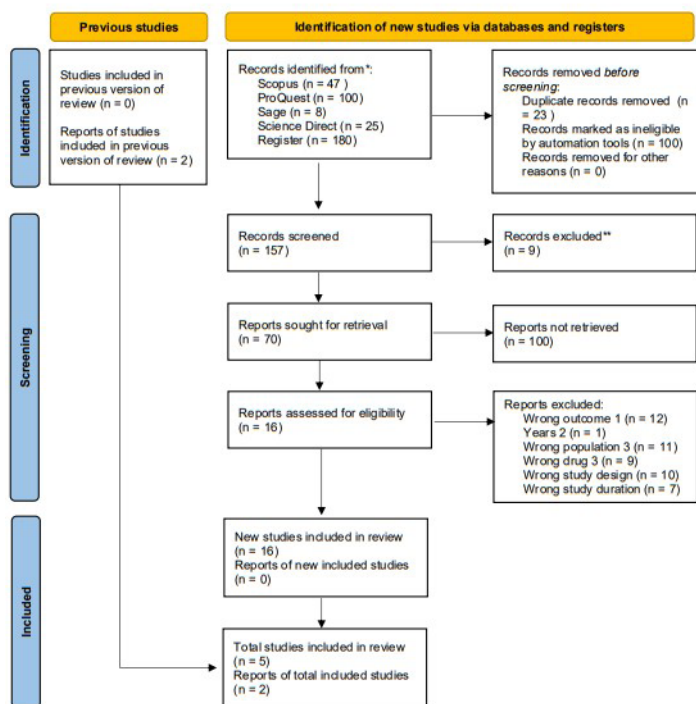 Previous studies
Identification of new studies via databases and registers
Identification
Studies included in
previous version of
review (n = 0)
Reports of studies
included in previous
version of review (n = 2)
Records identified from*:
Scopus (n = 47 )
ProQuest (n = 100)
Sage (n = 8)
Science Direct (n = 25)
Register (n = 180)
Records removed before
screening:
Duplicate records removed (n
= 23 )
Records marked as ineligible
by automation tools (n = 100)
Records removed for other
reasons (n = 0)
Screening
Records screened
(n = 157)
Records excluded**
(n = 9)
Reports sought for retrieval
(n = 70)
Reports not retrieved
(n = 100)
Reports assessed for eligibility
(n = 16)
Reports excluded:
Wrong outcome 1 (n = 12)
Years 2 (n = 1)
Wrong population 3 (n = 11)
Wrong drug 3 (n = 9)
Wrong study design (n = 10)
Wrong study duration (n = 7)
Included
New studies included in review
(n = 16)
Reports of new included studies
(n = 0)
Total studies included in review
(n = 5)
Reports of total included studies
(n = 2)